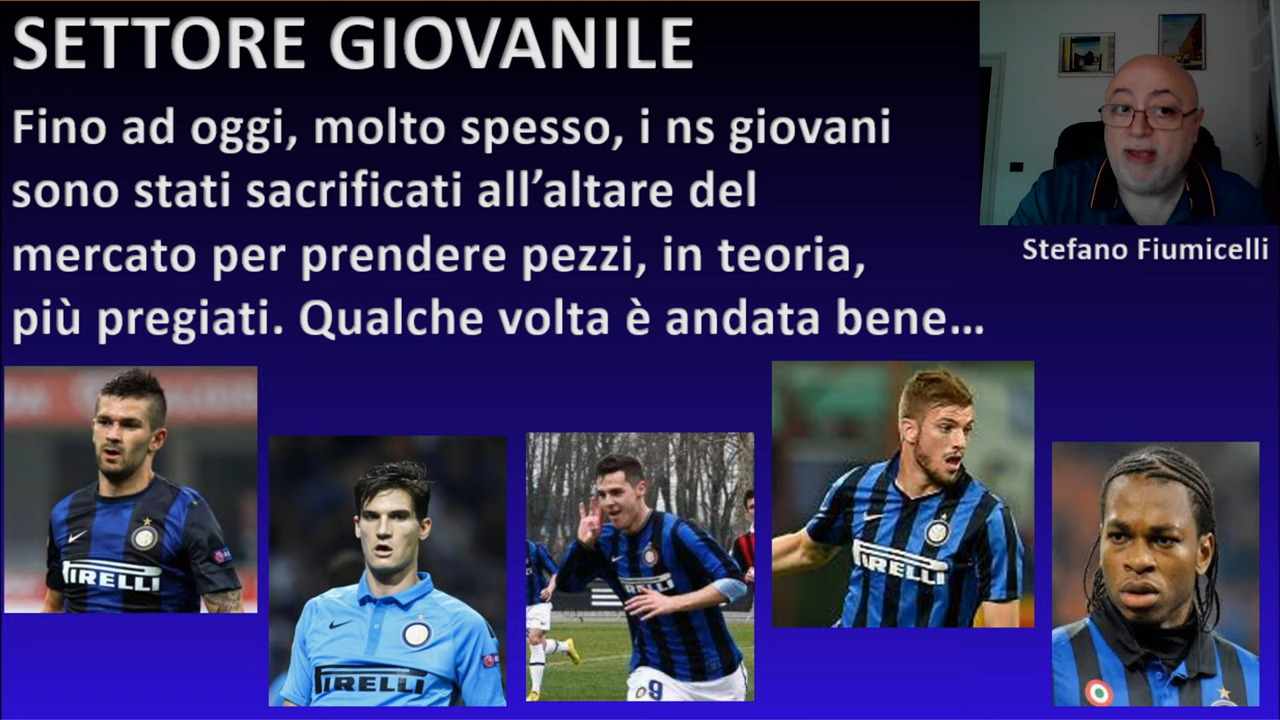 SETTORE GIOVANILE
Fino ad oggi, molto spesso, i ns giovani
sono stati sacrificati all’altare del
mercato per prendere pezzi, in teoria,
più pregiati. Qualche volta è andata bene...
Stefano Fiumicelli
PIRELLI
PIRELLI
PIRELLI
PIRELLI
9